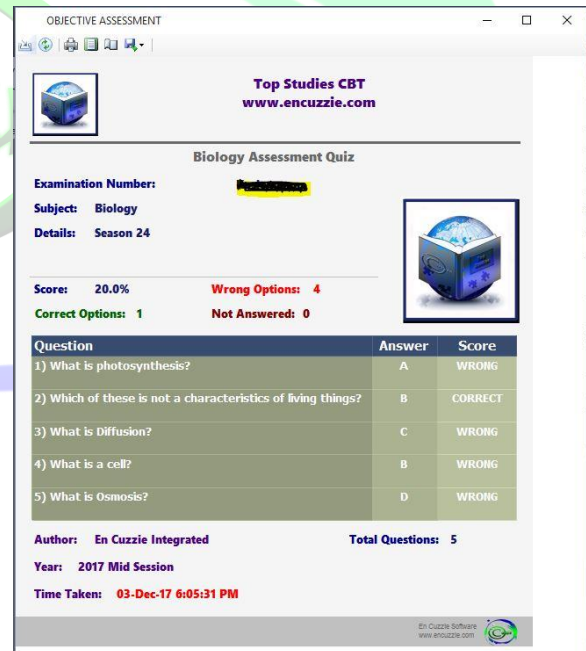 OBJECTIVE ASSESSMENT
Top Studies CBT
www.encuzzie.com
Biology Assessment Quiz
Examination Number:
Subject: Biology
Details: Season 24
Score: 20.0% Wrong Options: 4
Correct Options: 1 Not Answered: 0
Question Answer Score
1) What is photosynthesis? A WRONG
2) Which of these is not a characteristics of living things? B CORRECT
3) What is Diffusion? C WRONG
4) What is a cell? B WRONG
5) What is Osmosis? D WRONG
Author: En Cuzzie Integrated Total Questions: 5
Year: 2017 Mid Session
Time Taken: 03-Dec-17 6:05:31 PM
En Cuzzie Software
www.encuzzie.com